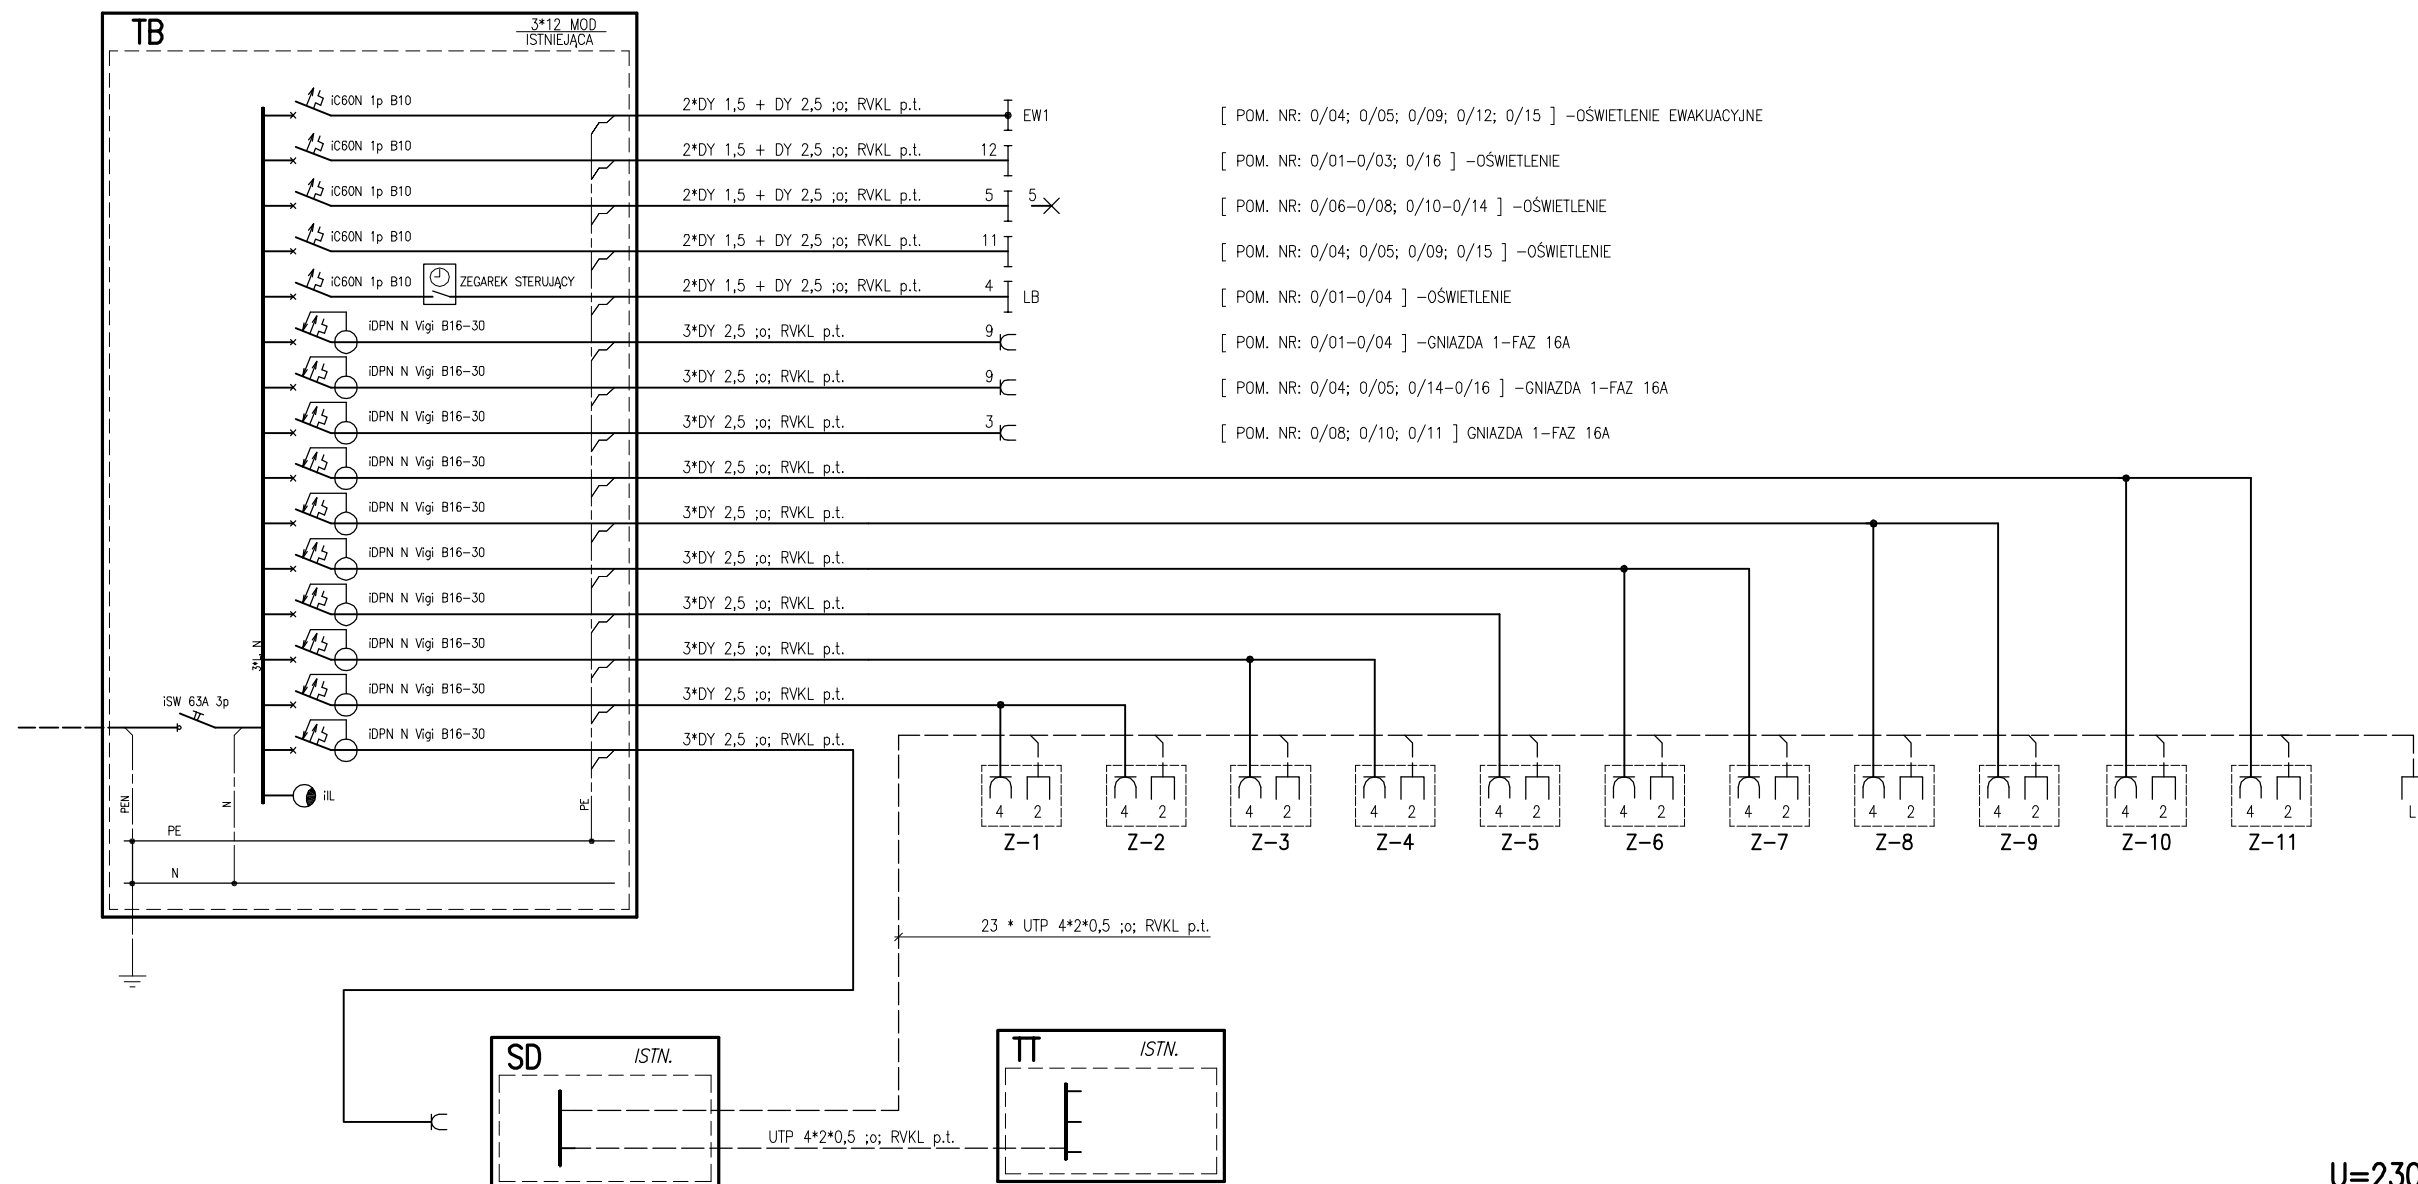 TB
3*12 MOD
ISTNIEJĄCA
iC60N 1p B10
2*DY 1,5 + DY 2,5 ;o; RVKL p.t.
EW1
[ POM. NR: 0/04; 0/05; 0/09; 0/12; 0/15 ] -OŚWIETLENIE EWAKUACYJNE
iC60N 1p B10
2*DY 1,5 + DY 2,5 ;o; RVKL p.t.
12
[ POM. NR: 0/01-0/03; 0/16 ] -OŚWIETLENIE
iC60N 1p B10
2*DY 1,5 + DY 2,5 ;o; RVKL p.t.
5
5
[ POM. NR: 0/06-0/08; 0/10-0/14 ] -OŚWIETLENIE
iC60N 1p B10
2*DY 1,5 + DY 2,5 ;o; RVKL p.t.
11
[ POM. NR: 0/04; 0/05; 0/09; 0/15 ] -OŚWIETLENIE
iC60N 1p B10
ZEGAREK STERUJĄCY
2*DY 1,5 + DY 2,5 ;o; RVKL p.t.
4
LB
[ POM. NR: 0/01-0/04 ] -OŚWIETLENIE
iDPN N Vigi B16-30
3*DY 2,5 ;o; RVKL p.t.
9
[ POM. NR: 0/01-0/04 ] -GNIAZDA 1-FAZ 16A
iDPN N Vigi B16-30
3*DY 2,5 ;o; RVKL p.t.
9
[ POM. NR: 0/04; 0/05; 0/14-0/16 ] -GNIAZDA 1-FAZ 16A
iDPN N Vigi B16-30
3*DY 2,5 ;o; RVKL p.t.
3
[ POM. NR: 0/08; 0/10; 0/11 ] GNIAZDA 1-FAZ 16A
iDPN N Vigi B16-30
3*DY 2,5 ;o; RVKL p.t.
iDPN N Vigi B16-30
3*DY 2,5 ;o; RVKL p.t.
iDPN N Vigi B16-30
3*DY 2,5 ;o; RVKL p.t.
iDPN N Vigi B16-30
3*DY 2,5 ;o; RVKL p.t.
iDPN N Vigi B16-30
3*DY 2,5 ;o; RVKL p.t.
3*L, N
iDPN N Vigi B16-30
3*DY 2,5 ;o; RVKL p.t.
iSW 63A 3p
iDPN N Vigi B16-30
3*DY 2,5 ;o; RVKL p.t.
iIL
PEN
N
PE
PE
N
4 2 4 2 4 2 4 2 4 2 4 2 4 2 4 2 4 2 4 2 4 2 L
Z-1 Z-2 Z-3 Z-4 Z-5 Z-6 Z-7 Z-8 Z-9 Z-10 Z-11
23 * UTP 4*2*0,5 ;o; RVKL p.t.
SD
ISTN.
TT
ISTN.
UTP 4*2*0,5 ;o; RVKL p.t.
U=230